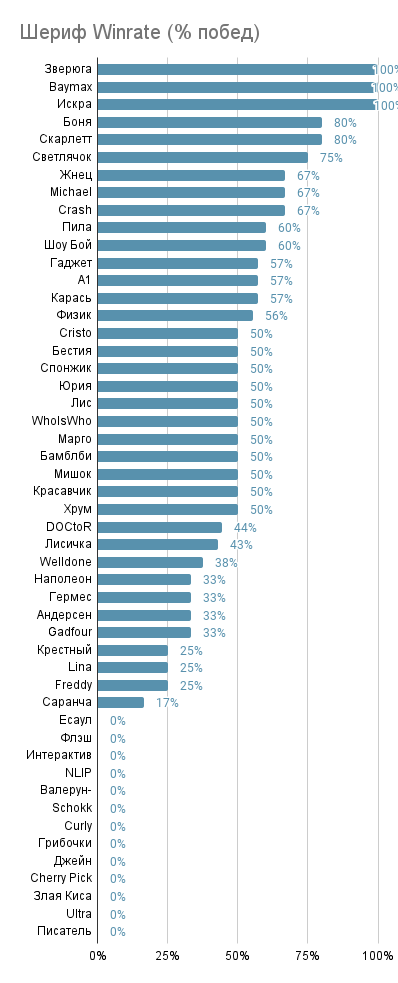 Шериф Winrate (% побед)
Зверюга 100%
Baymax 100%
Искра 100%
Боня 80%
Скарлетт 80%
Светлячок 75%
Жнец 67%
Michael 67%
Crash 67%
Пила 60%
Шоу Бой 60%
Гаджет 57%
A1 57%
Карась 57%
Физик 56%
Cristo 50%
Бестия 50%
Спонжик 50%
Юрия 50%
Лис 50%
WhoIsWho 50%
Марго 50%
Бамблби 50%
Мишок 50%
Красавчик 50%
Хрум 50%
DOCtoR 44%
Лисичка 43%
Welldone 38%
Наполеон 33%
Гермес 33%
Андерсен 33%
Gadfour 33%
Крестный 25%
Lina 25%
Freddy 25%
Саранча 17%
Есаул 0%
Флэш 0%
Интерактив 0%
NLIP 0%
Валерун- 0%
Schokk 0%
Curly 0%
Грибочки 0%
Джейн 0%
Cherry Pick 0%
Злая Киса 0%
Ultra 0%
Писатель 0%
0% 25% 50% 75% 100%